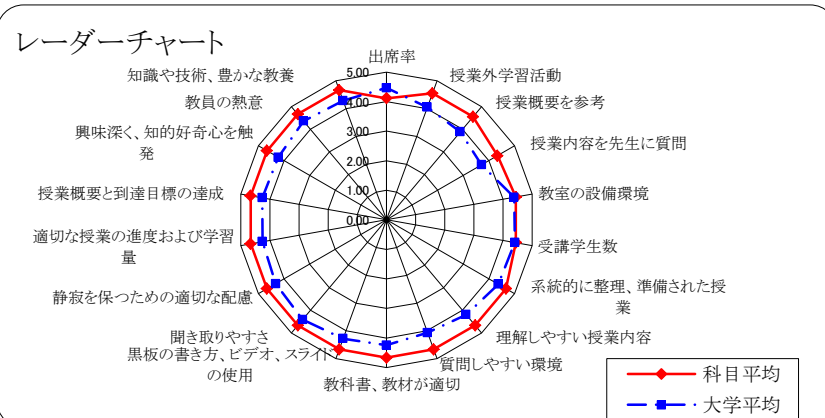 レーダーチャート
出席率
授業外学習活動
授業概要を参考
授業内容を先生に質問
教室の設備環境
受講学生数
系統的に整理、準備された授
業
理解しやすい授業内容
質問しやすい環境
教科書、教材が適切
黒板の書き方、ビデオ、スライド
の使用
聞き取りやすさ
静寂を保つための適切な配慮
適切な授業の進度および学習
量
授業概要と到達目標の達成
興味深く、知的好奇心を触
発
教員の熱意
知識や技術、豊かな教養
5.00
4.00
3.00
2.00
1.00
0.00
科目平均
大学平均